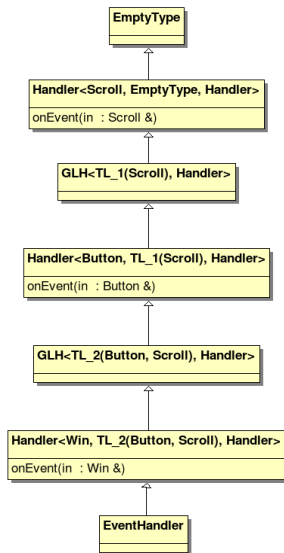 EmptyType
Handler<Scroll, EmptyType, Handler>
onEvent(in : Scroll &)
GLH<TL_1(Scroll), Handler>
Handler<Button, TL_1(Scroll), Handler>
onEvent(in : Button &)
GLH<TL_2(Button, Scroll), Handler>
Handler<Win, TL_2(Button, Scroll), Handler>
onEvent(in : Win &)
EventHandler